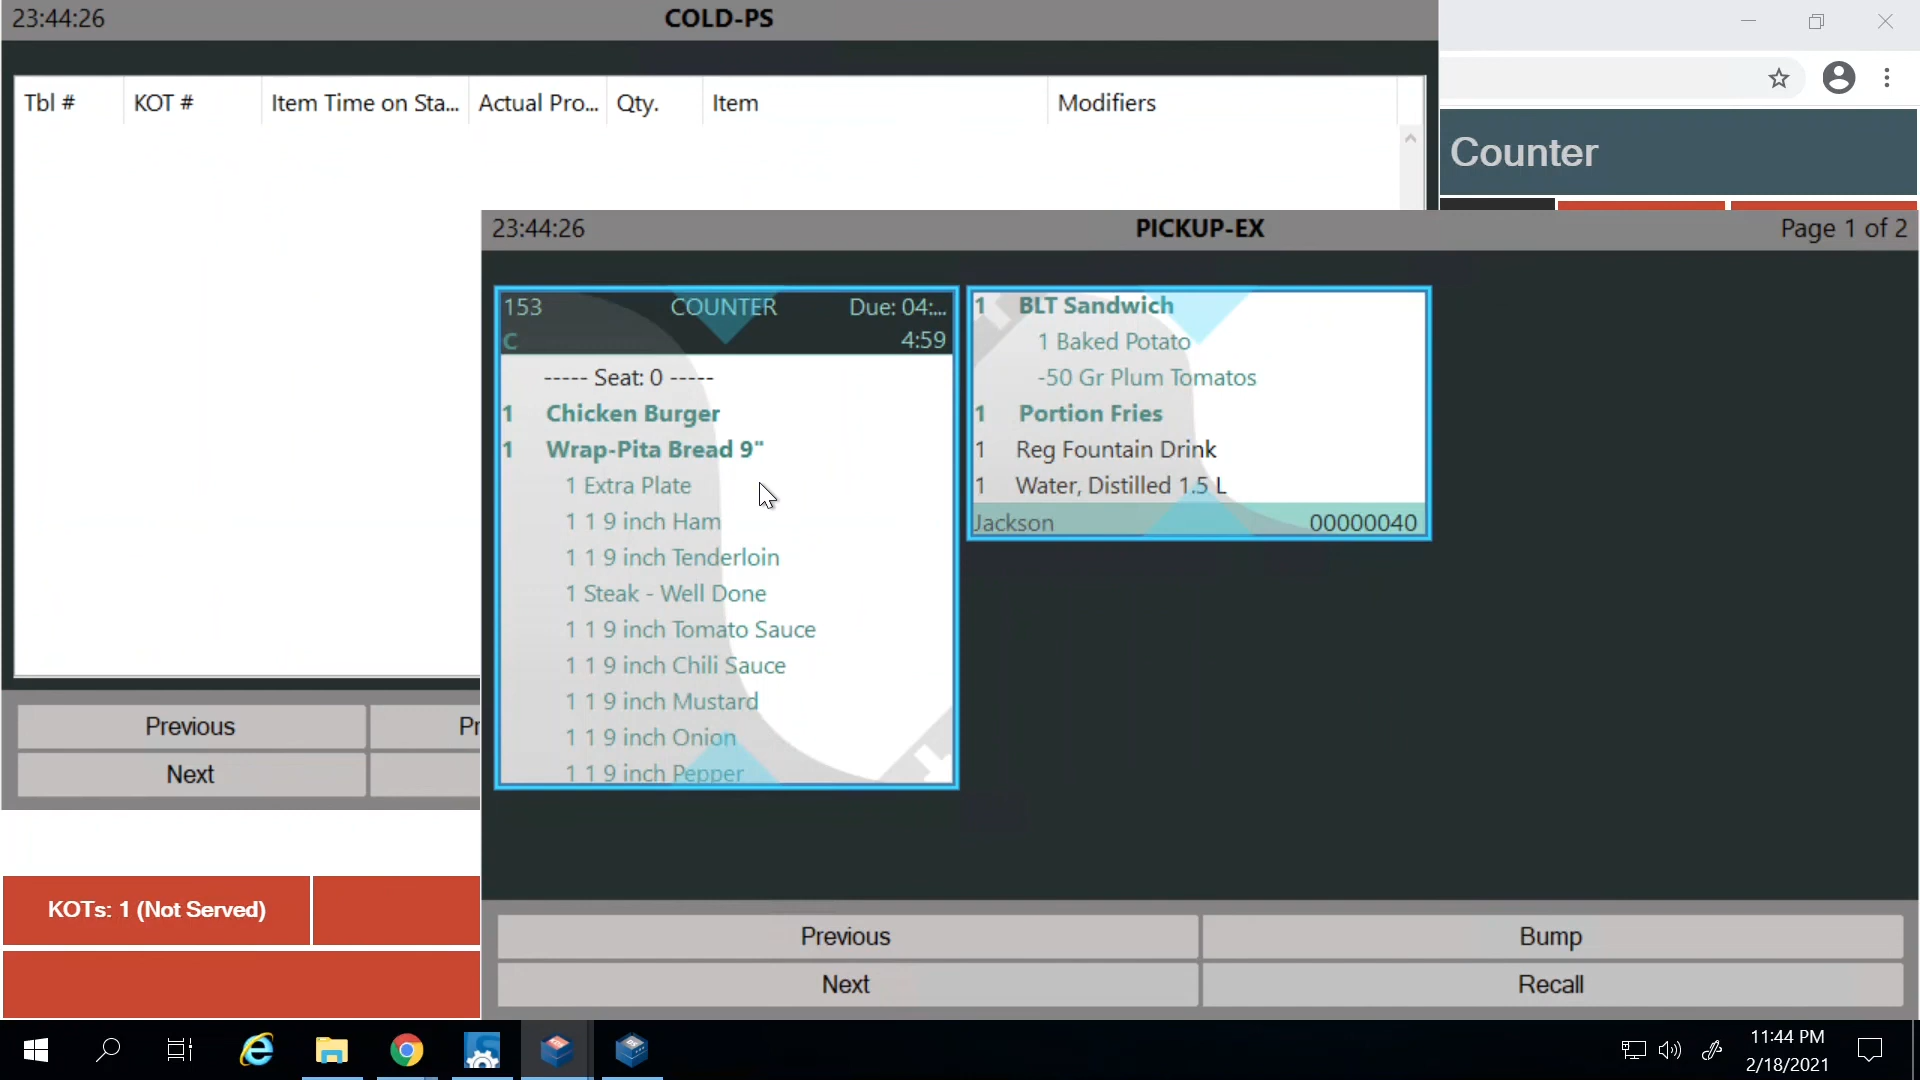 23:44:26
COLD-PS
Tbl #
KOT #
Item Time on Sta...
Actual Pro...
Qty.
Item
Modifiers
Counter
23:44:26
PICKUP-EX
Page 1 of 2
153
COUNTER
Due: 04:...
C
4:59
----- Seat: 0 -----
1 Chicken Burger
1 Wrap-Pita Bread 9"
1 Extra Plate
1 1 9 inch Ham
1 1 9 inch Tenderloin
1 Steak - Well Done
1 1 9 inch Tomato Sauce
1 1 9 inch Chili Sauce
1 1 9 inch Mustard
1 1 9 inch Onion
1 1 9 inch Pepper
1 BLT Sandwich
1 Baked Potato
-50 Gr Plum Tomatos
1 Portion Fries
1 Reg Fountain Drink
1 Water, Distilled 1.5 L
Jackson
00000040
Previous
Pr
Next
KOTs: 1 (Not Served)
Previous
Bump
Next
Recall
11:44 PM
2/18/2021